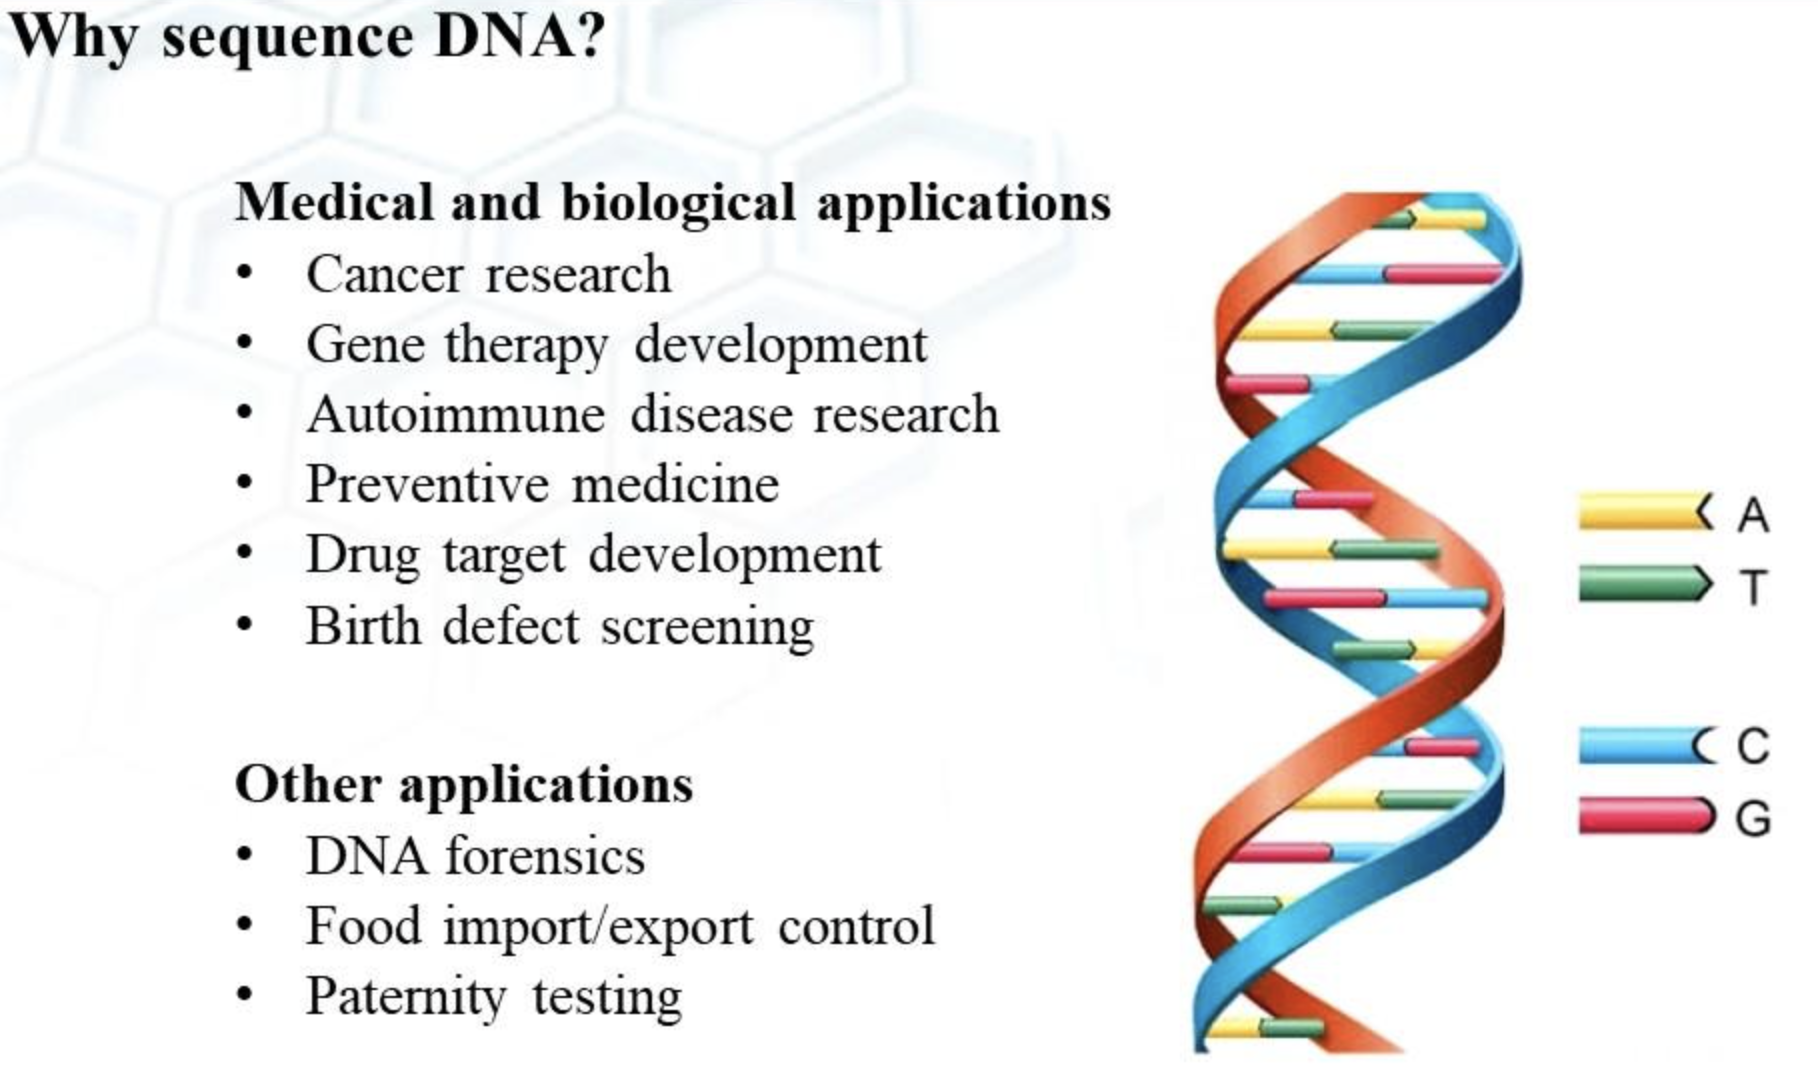 Why sequence DNA?
Medical and biological applications
• Cancer research
• Gene therapy development
• Autoimmune disease research
• Preventive medicine
• Drug target development
• Birth defect screening
Other applications
• DNA forensics
• Food import/export control
• Paternity testing
A
T
C
G